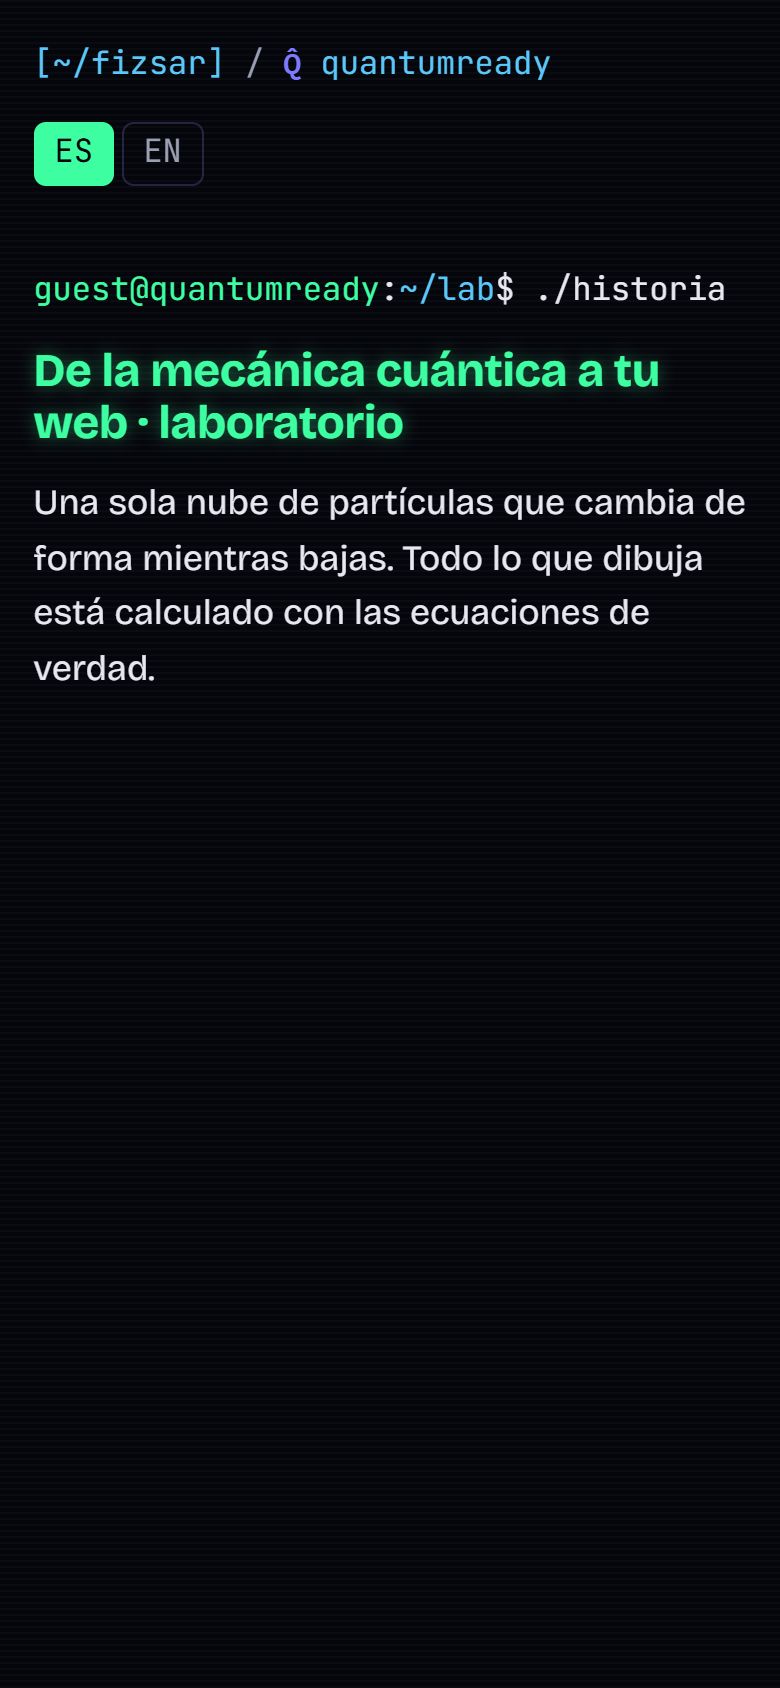 [~/fizsar] / Q̂ quantumready
ES EN
guest@quantumready:~/lab$ ./historia
De la mecánica cuántica a tu
web · laboratorio
Una sola nube de partículas que cambia de
forma mientras bajas. Todo lo que dibuja
está calculado con las ecuaciones de
verdad.